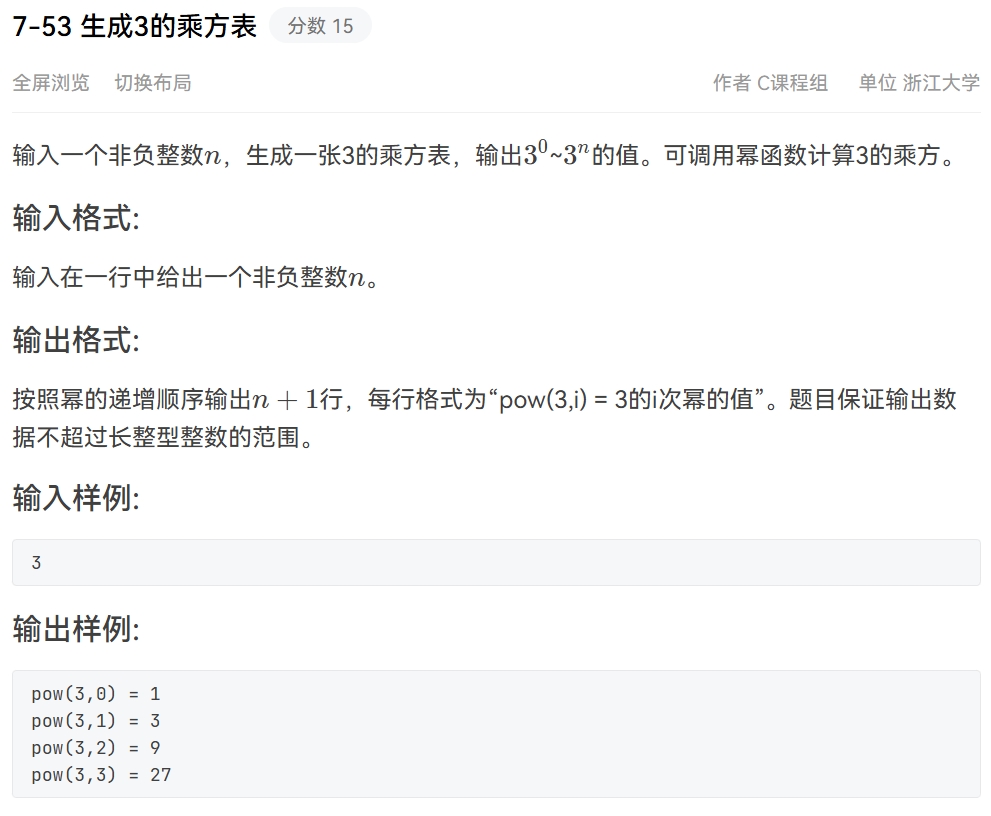 7-53 生成3的乘方表 分数 15
全屏浏览 切换布局 作者 C课程组 单位 浙江大学
输入一个非负整数n，生成一张3的乘方表，输出3⁰~3ⁿ的值。可调用幂函数计算3的乘方。
输入格式:
输入在一行中给出一个非负整数n。
输出格式:
按照幂的递增顺序输出n + 1行，每行格式为“pow(3,i) = 3的i次幂的值”。题目保证输出数
据不超过长整型整数的范围。
输入样例:
3
输出样例:
pow(3,0) = 1
pow(3,1) = 3
pow(3,2) = 9
pow(3,3) = 27